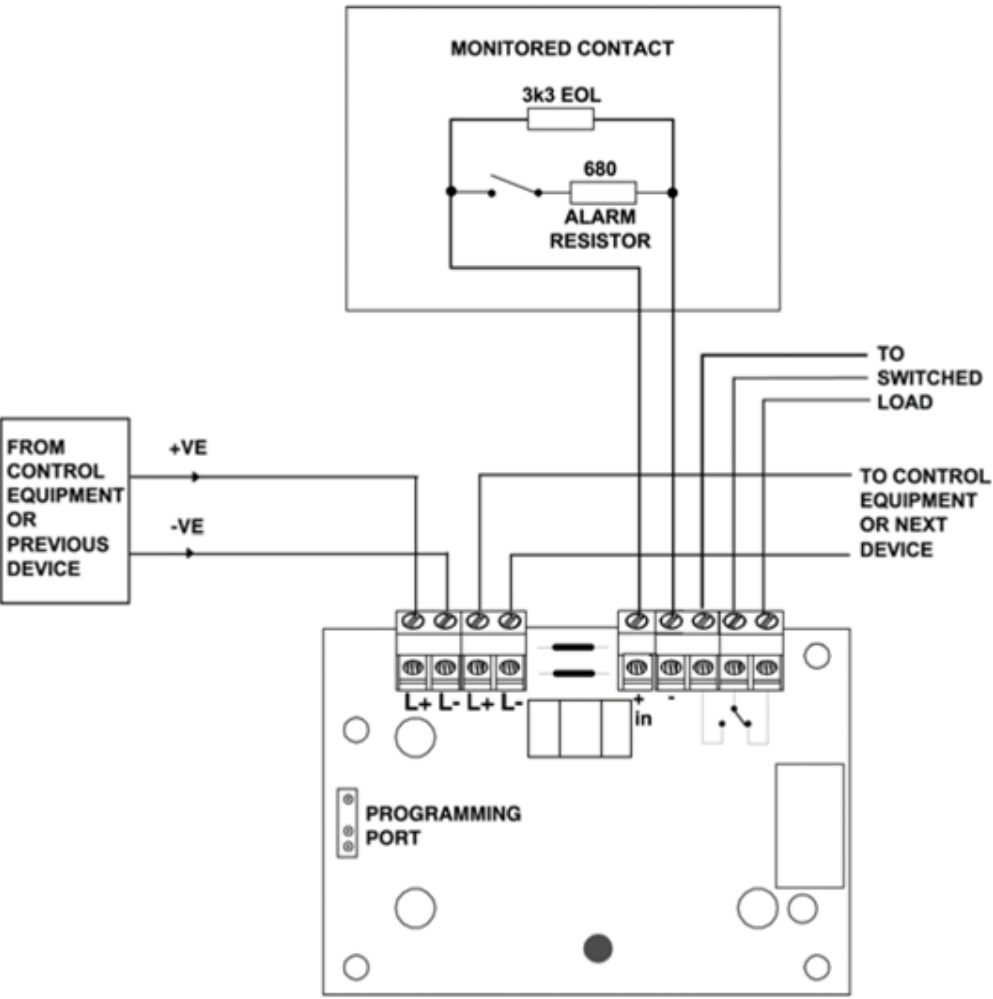 MONITORED CONTACT
3k3 EOL
680
ALARM
RESISTOR
TO
SWITCHED
LOAD
FROM
CONTROL
EQUIPMENT
OR
PREVIOUS
DEVICE
+VE
-VE
TO CONTROL
EQUIPMENT
OR NEXT
DEVICE
L+ L- L+ L-
+ -
in
PROGRAMMING
PORT